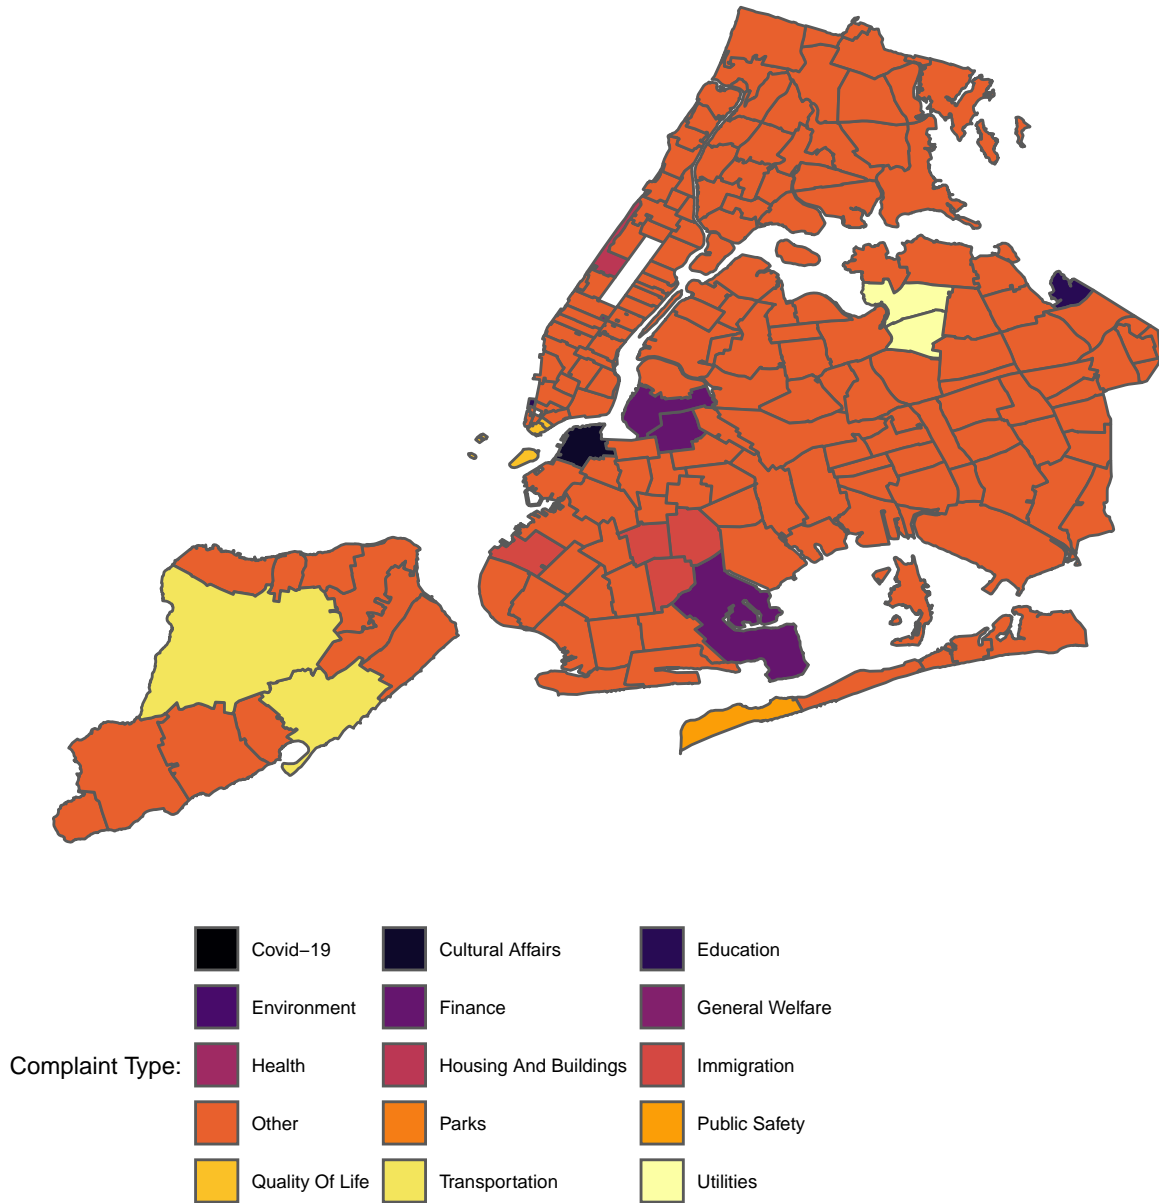 Covid−19 Cultural Affairs Education
Environment Finance General Welfare
Complaint Type: Health Housing And Buildings Immigration
Other Parks Public Safety
Quality Of Life Transportation Utilities